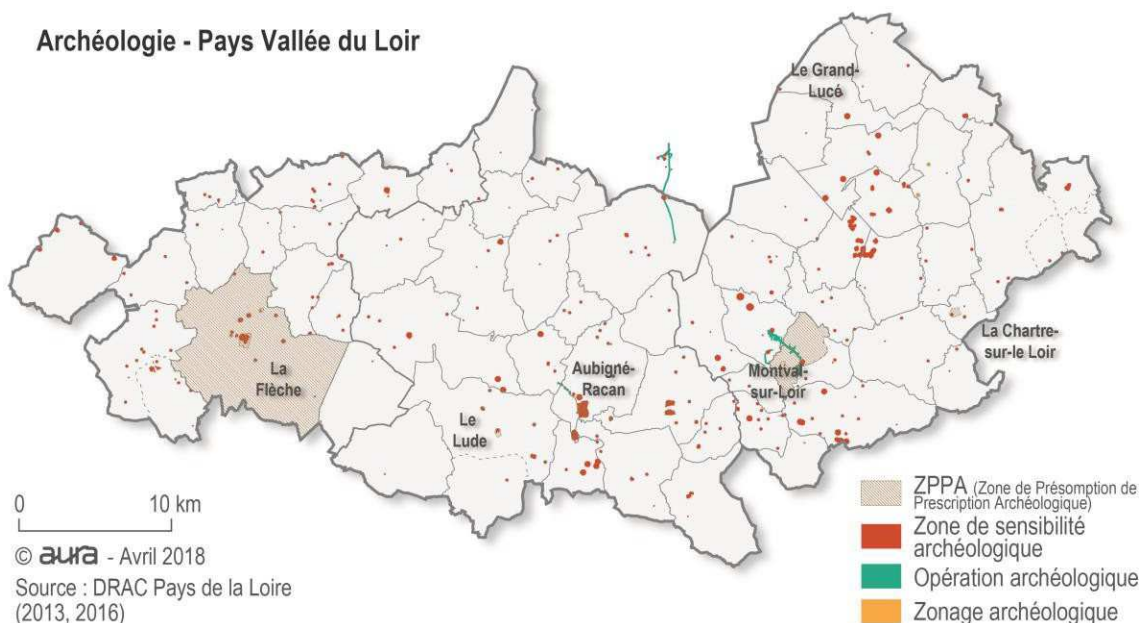 Archéologie - Pays Vallée du Loir
Le Grand-
Lucé
La Chartre-
sur-le Loir
La
Flèche
Aubigné-
Racan
Montval-
sur-Loir
Le
Lude
0 10 km
© aura - Avril 2018
Source : DRAC Pays de la Loire
(2013, 2016)
ZPPA (Zone de Présomption de
Prescription Archéologique)
Zone de sensibilité
archéologique
Opération archéologique
Zonage archéologique